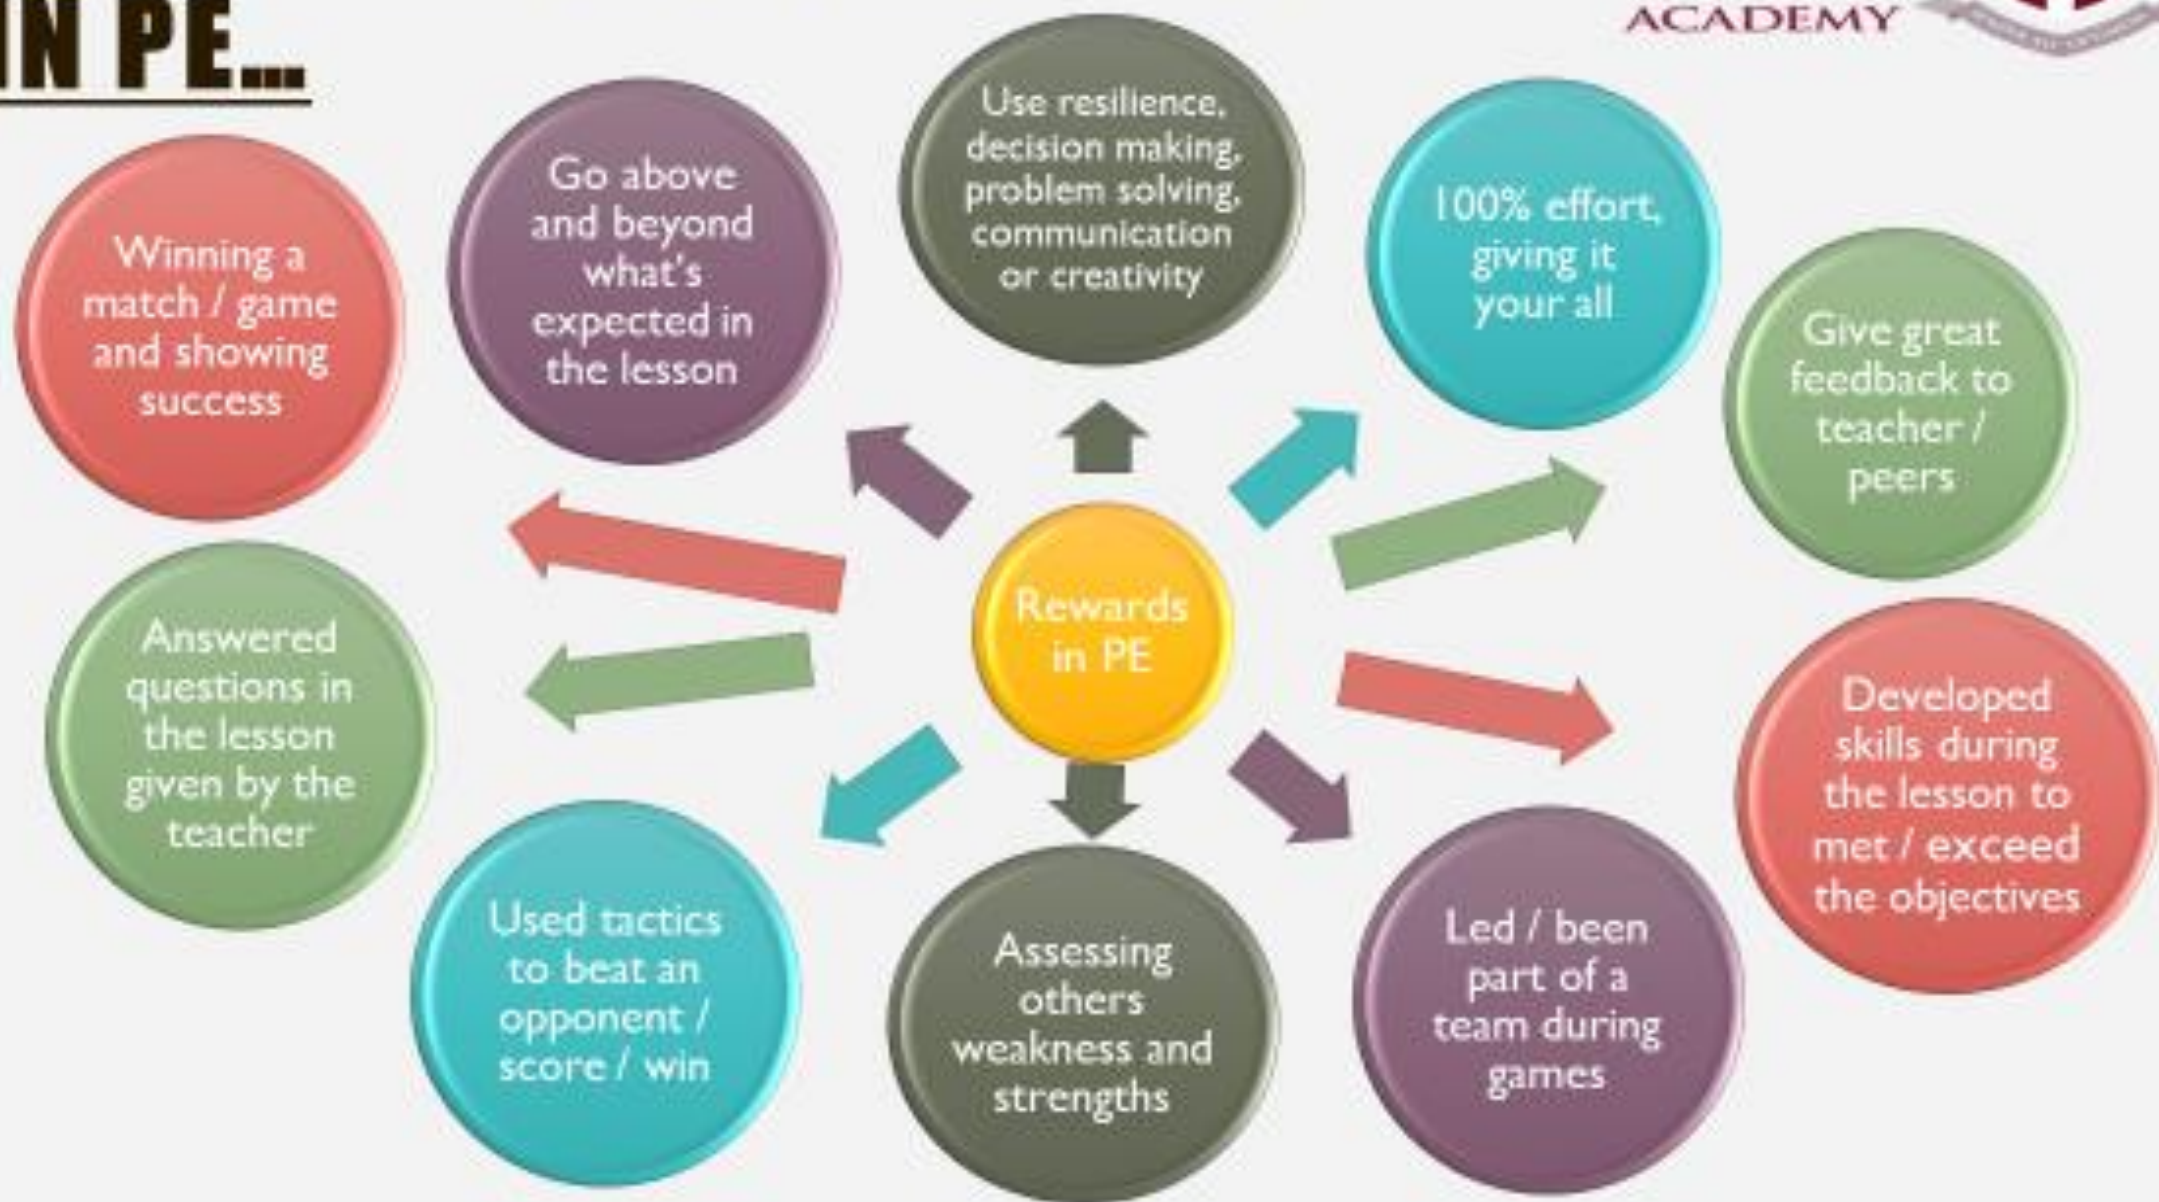 IN PE...
ACADEMY
Use resilience,
decision making,
problem solving,
communication
or creativity
100% effort,
giving it
your all
Give great
feedback to
teacher /
peers
Developed
skills during
the lesson to
met / exceed
the objectives
Led / been
part of a
team during
games
Assessing
others
weakness and
strengths
Used tactics
to beat an
opponent /
score / win
Answered
questions in
the lesson
given by the
teacher
Winning a
match / game
and showing
success
Go above
and beyond
what's
expected in
the lesson
Rewards
in PE